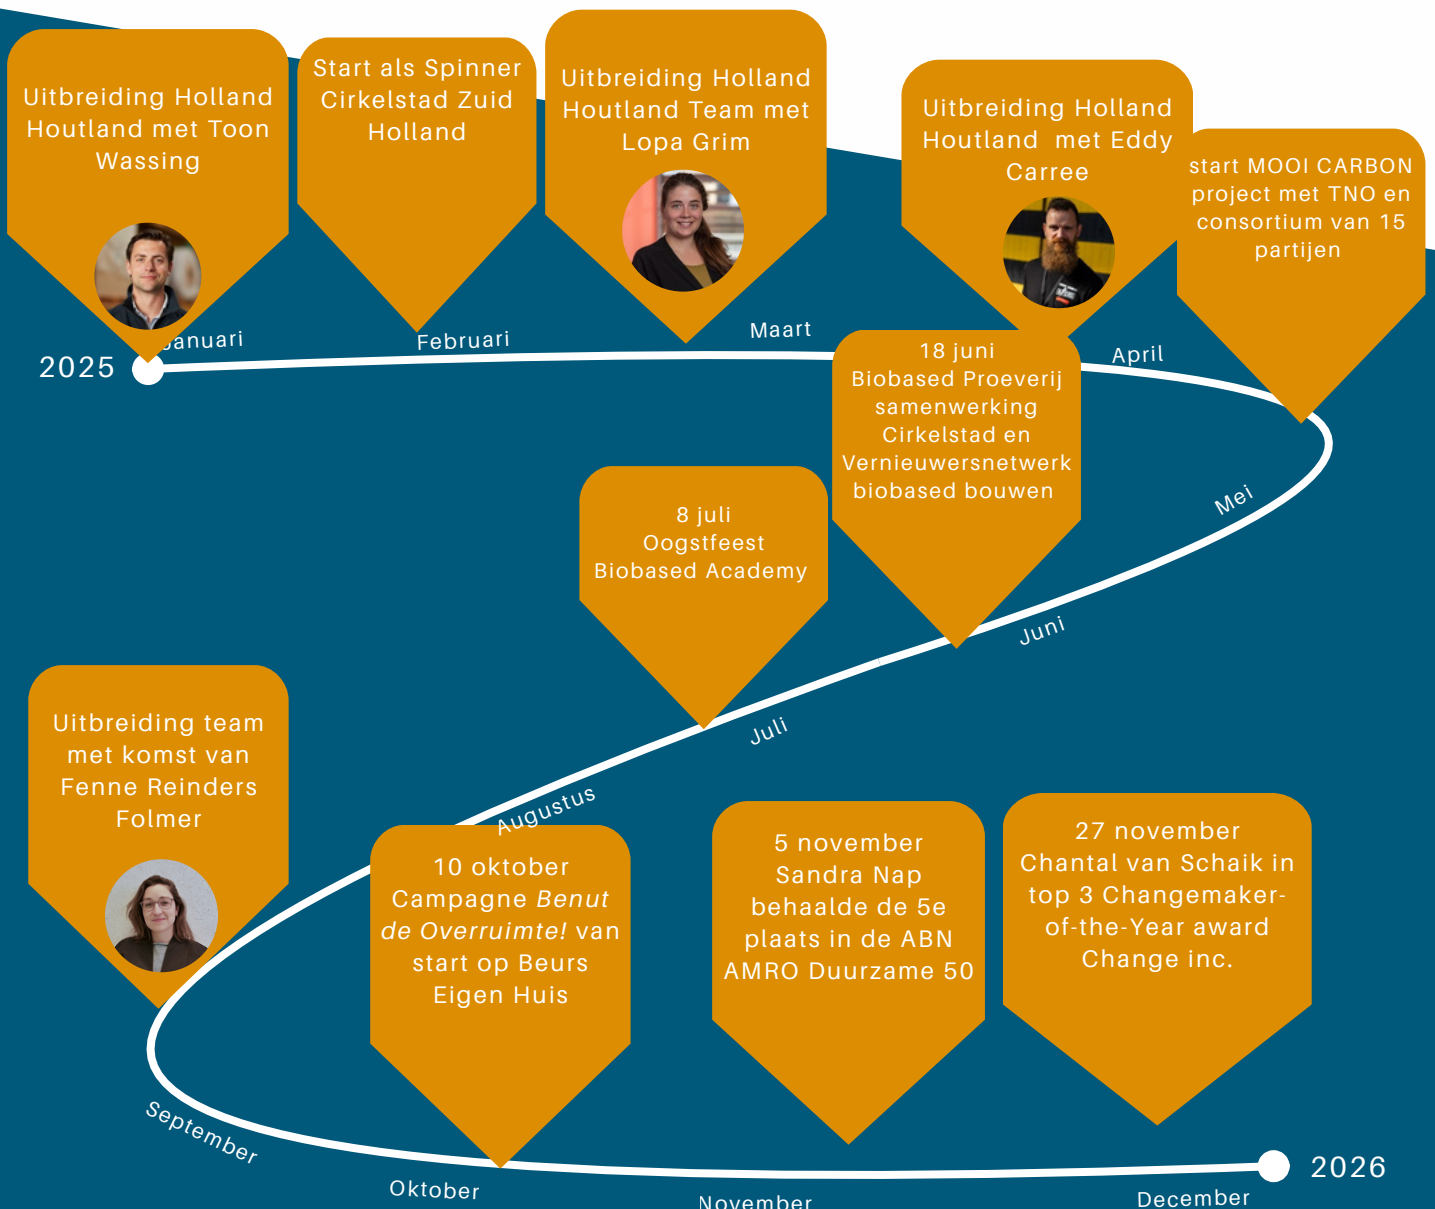 Uitbreiding Holland
Houtland met Toon
Wassing
Start als Spinner
Cirkelstad Zuid
Holland
Uitbreiding Holland
Houtland Team met
Lopa Grim
Uitbreiding Holland
Houtland met Eddy
Carree
start MOOI CARBON
project met TNO en
consortium van 15
partijen
2025
Januari
Februari
Maart
April
18 juni
Biobased Proeverij
samenwerking
Cirkelstad en
Vernieuwersnetwerk
biobased bouwen
Mei
8 juli
Oogstfeest
Biobased Academy
Juni
Juli
Uitbreiding team
met komst van
Fenne Reinders
Folmer
Augustus
10 oktober
Campagne Benut
de Overruimte! van
start op Beurs
Eigen Huis
5 november
Sandra Nap
behaalde de 5e
plaats in de ABN
AMRO Duurzame 50
27 november
Chantal van Schaik in
top 3 Changemaker-
of-the-Year award
Change inc.
September
Oktober
November
December
2026